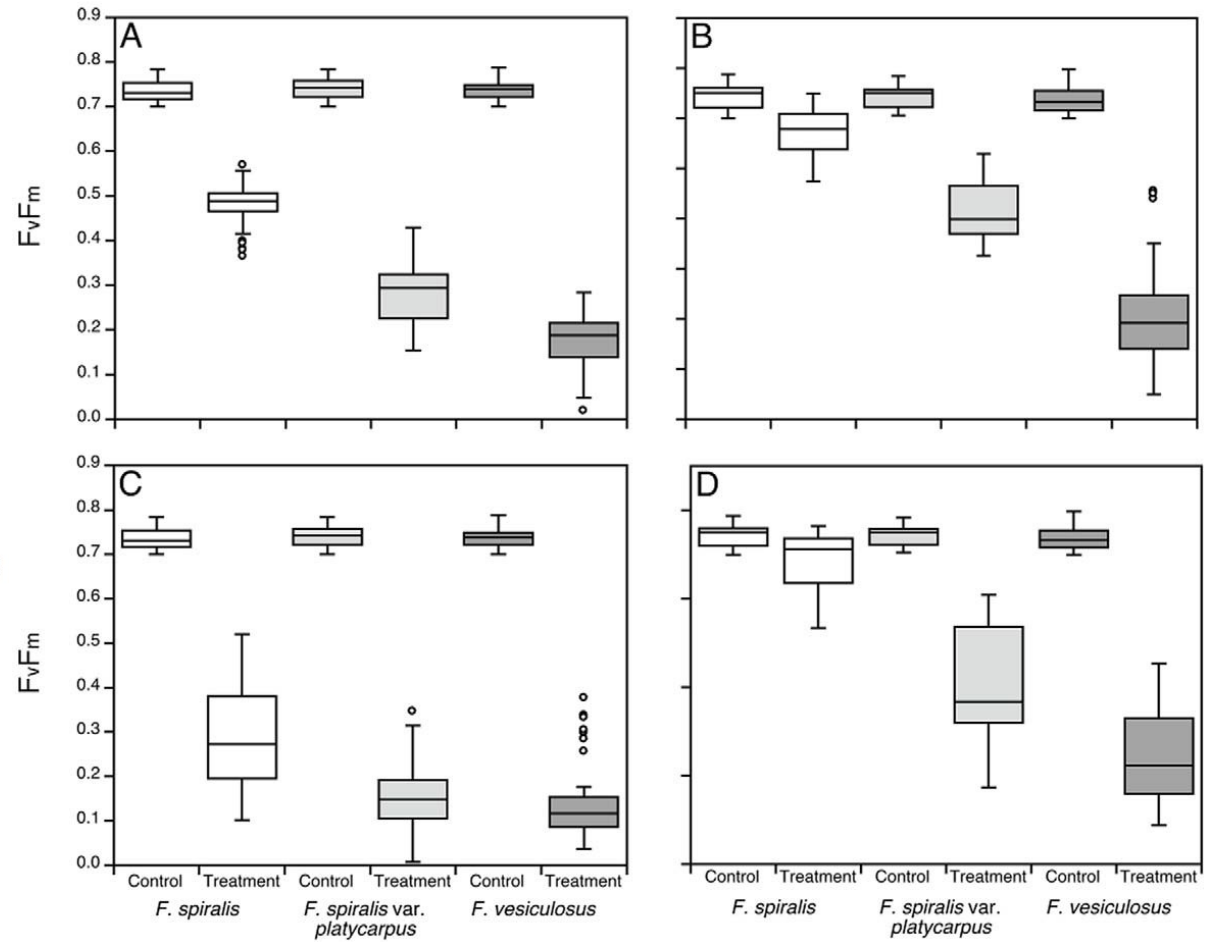 A
B
0.9
0.8
0.7
0.6
0.5
0.4
0.3
0.2
0.1
0.0
FvFm
C
D
0.9
0.8
0.7
0.6
0.5
0.4
0.3
0.2
0.1
0.0
FvFm
Control Treatment Control Treatment Control Treatment
F. spiralis F. spiralis var. F. vesiculosus
platycarpus
Control Treatment Control Treatment Control Treatment
F. spiralis F. spiralis var. F. vesiculosus
platycarpus